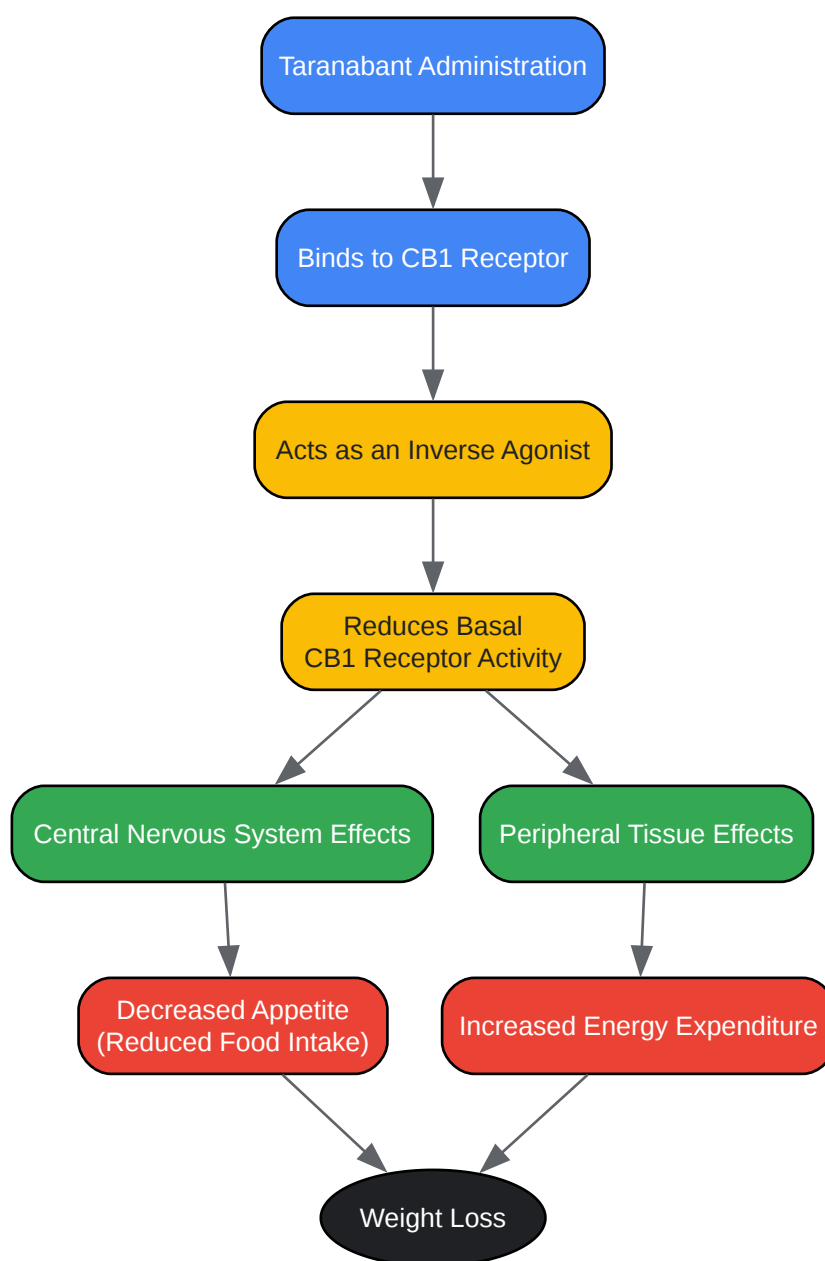 Taranabant Administration
Binds to CB1 Receptor
Acts as an Inverse Agonist
Reduces Basal
CB1 Receptor Activity
Central Nervous System Effects
Peripheral Tissue Effects
Decreased Appetite
(Reduced Food Intake)
Increased Energy Expenditure
Weight Loss